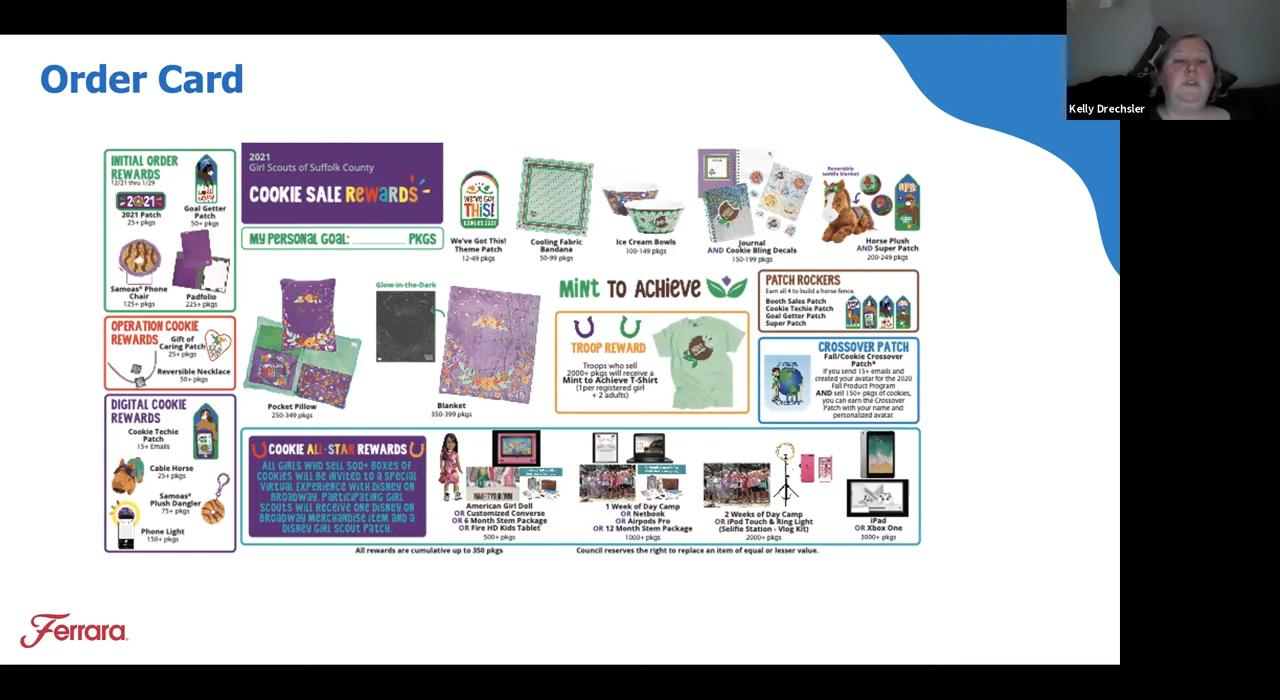 Order Card
Kelly Drechsler
INITIAL ORDER
REWARDS
12/21 thru 1/29
2021
2021 Patch
25+ pkgs
Goal Getter
Patch
50+ pkgs
Samoas® Phone
Chair
125+ pkgs
Padfolio
225+ pkgs
OPERATION COOKIE
REWARDS
Gift of
Caring Patch
25+ pkgs
Reversible Necklace
50+ pkgs
DIGITAL COOKIE
REWARDS
Cookie Techie
Patch
15+ Emails
Cable Horse
25+ pkgs
Samoas®
Plush Dangler
75+ pkgs
Phone Light
150+ pkgs
2021
Girl Scouts of Suffolk County
COOKIE SALE REWARDS
MY PERSONAL GOAL: ________ PKGS
WE'VE GOT
THIS!
We've Got This!
Theme Patch
12-49 pkgs
Cooling Fabric
Bandana
50-99 pkgs
Ice Cream Bowls
100-149 pkgs
Journal
AND Cookie Bling Decals
150-199 pkgs
Reversible
saddle blanket
Horse Plush
AND Super Patch
200-249 pkgs
Pocket Pillow
250-349 pkgs
Glow-in-the-Dark
Blanket
350-399 pkgs
MINT TO ACHIEVE
TROOP REWARD
Troops who sell
2000+ pkgs will receive a
Mint to Achieve T-Shirt
(1per registered girl
+ 2 adults)
PATCH ROCKERS
Earn all 4 to build a horse fence.
Booth Sales Patch
Cookie Techie Patch
Goal Getter Patch
Super Patch
CROSSOVER PATCH
Fall/Cookie Crossover
Patch*
If you send 15+ emails and
created your avatar for the 2020
Fall Product Program
AND sell 150+ pkgs of cookies,
you can earn the Crossover
Patch with your name and
personalized avatar.
COOKIE ALL-STAR REWARDS
ALL GIRLS WHO SELL 500+ BOXES OF
COOKIES WILL BE INVITED TO A SPECIAL
VIRTUAL EXPERIENCE WITH DISNEY ON
BROADWAY. PARTICIPATING GIRL
SCOUTS WILL RECEIVE ONE DISNEY ON
BROADWAY MERCHANDISE ITEM AND A
DISNEY GIRL SCOUT PATCH.
American Girl Doll
OR Customized Converse
OR 6 Month Stem Package
OR Fire HD Kids Tablet
500+ pkgs
1 Week of Day Camp
OR Netbook
OR Airpods Pro
OR 12 Month Stem Package
1000+ pkgs
2 Weeks of Day Camp
OR iPod Touch & Ring Light
(Selfie Station - Vlog Kit)
2000+ pkgs
iPad
OR Xbox One
3000+ pkgs
All rewards are cumulative up to 350 pkgs
Council reserves the right to replace an item of equal or lesser value.
Ferrara